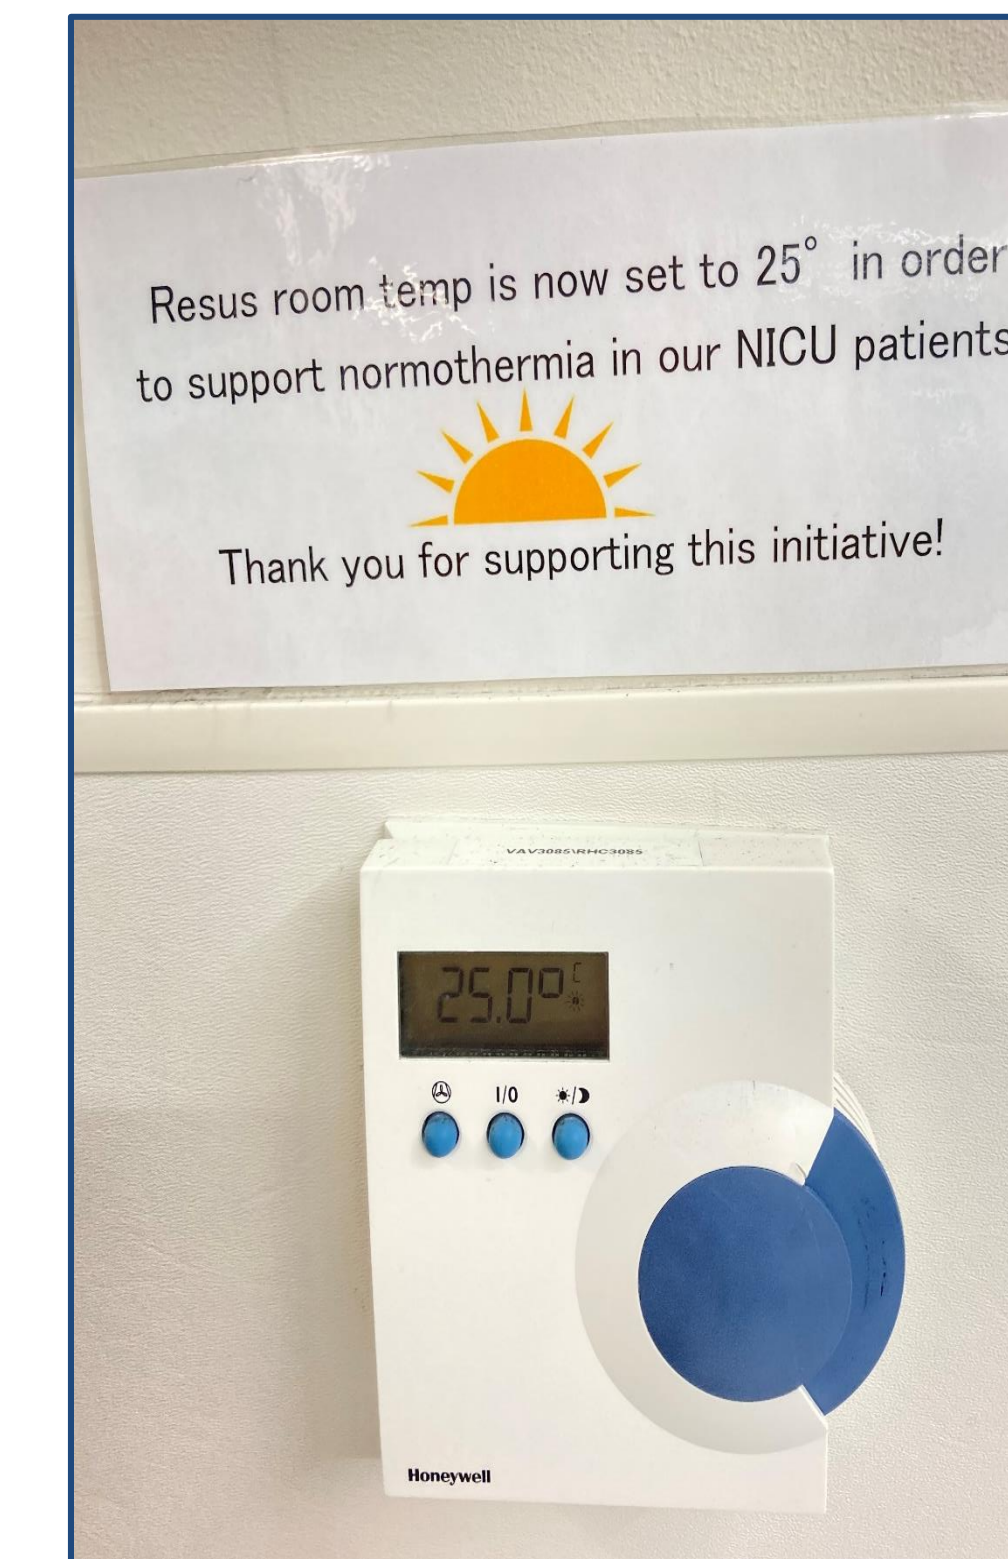 Resus room temp is now set to 25° in order
to support normothermia in our NICU patients
Thank you for supporting this initiative!
VAV3085\RHC3085
25.0° C
I/O
Honeywell